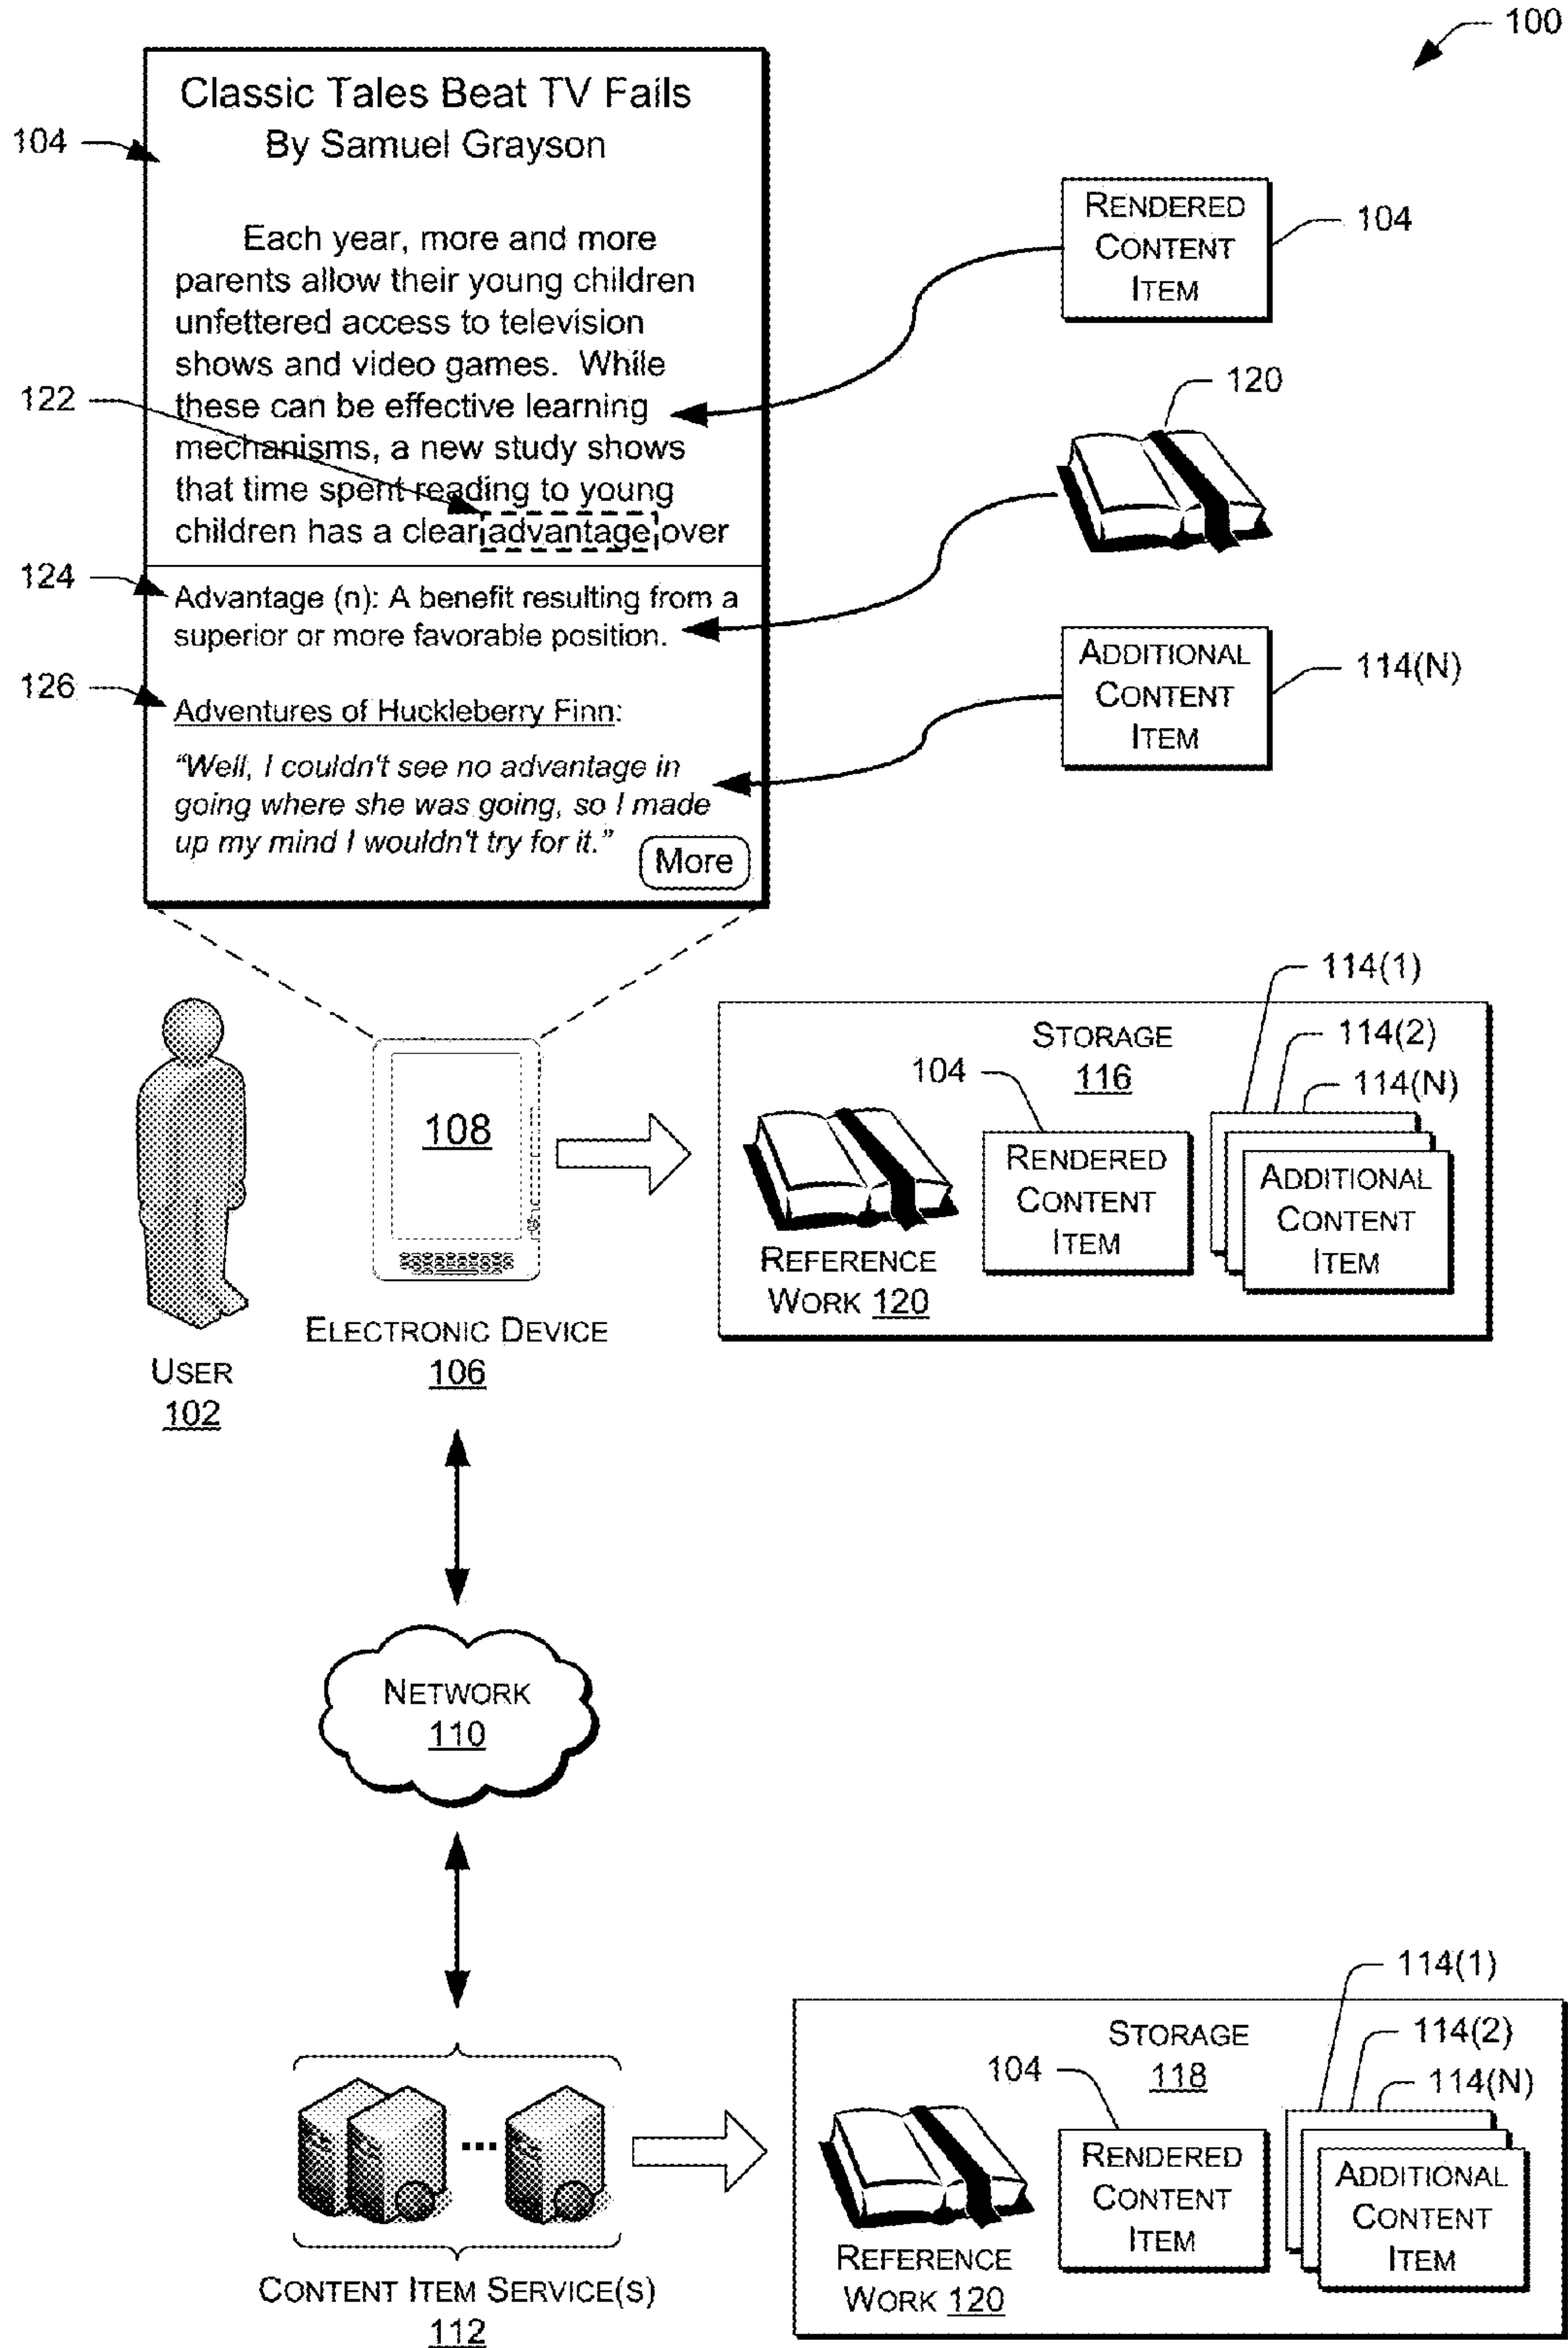 100
Classic Tales Beat TV Fails
By Samuel Grayson
104
Each year, more and more
parents allow their young children
unfettered access to television
shows and video games.  While
these can be effective learning
mechanisms, a new study shows
that time spent reading to young
children has a clear advantage over
122
124
Advantage (n): A benefit resulting from a
superior or more favorable position.
126
Adventures of Huckleberry Finn:
“Well, I couldn't see no advantage in
going where she was going, so I made
up my mind I wouldn't try for it.”
More
RENDERED
CONTENT
ITEM
104
120
ADDITIONAL
CONTENT
ITEM
114(N)
USER
102
108
ELECTRONIC DEVICE
106
STORAGE
116
114(1)
114(2)
114(N)
104
REFERENCE
WORK 120
RENDERED
CONTENT
ITEM
ADDITIONAL
CONTENT
ITEM
NETWORK
110
CONTENT ITEM SERVICE(S)
112
STORAGE
118
114(1)
114(2)
114(N)
104
REFERENCE
WORK 120
RENDERED
CONTENT
ITEM
ADDITIONAL
CONTENT
ITEM